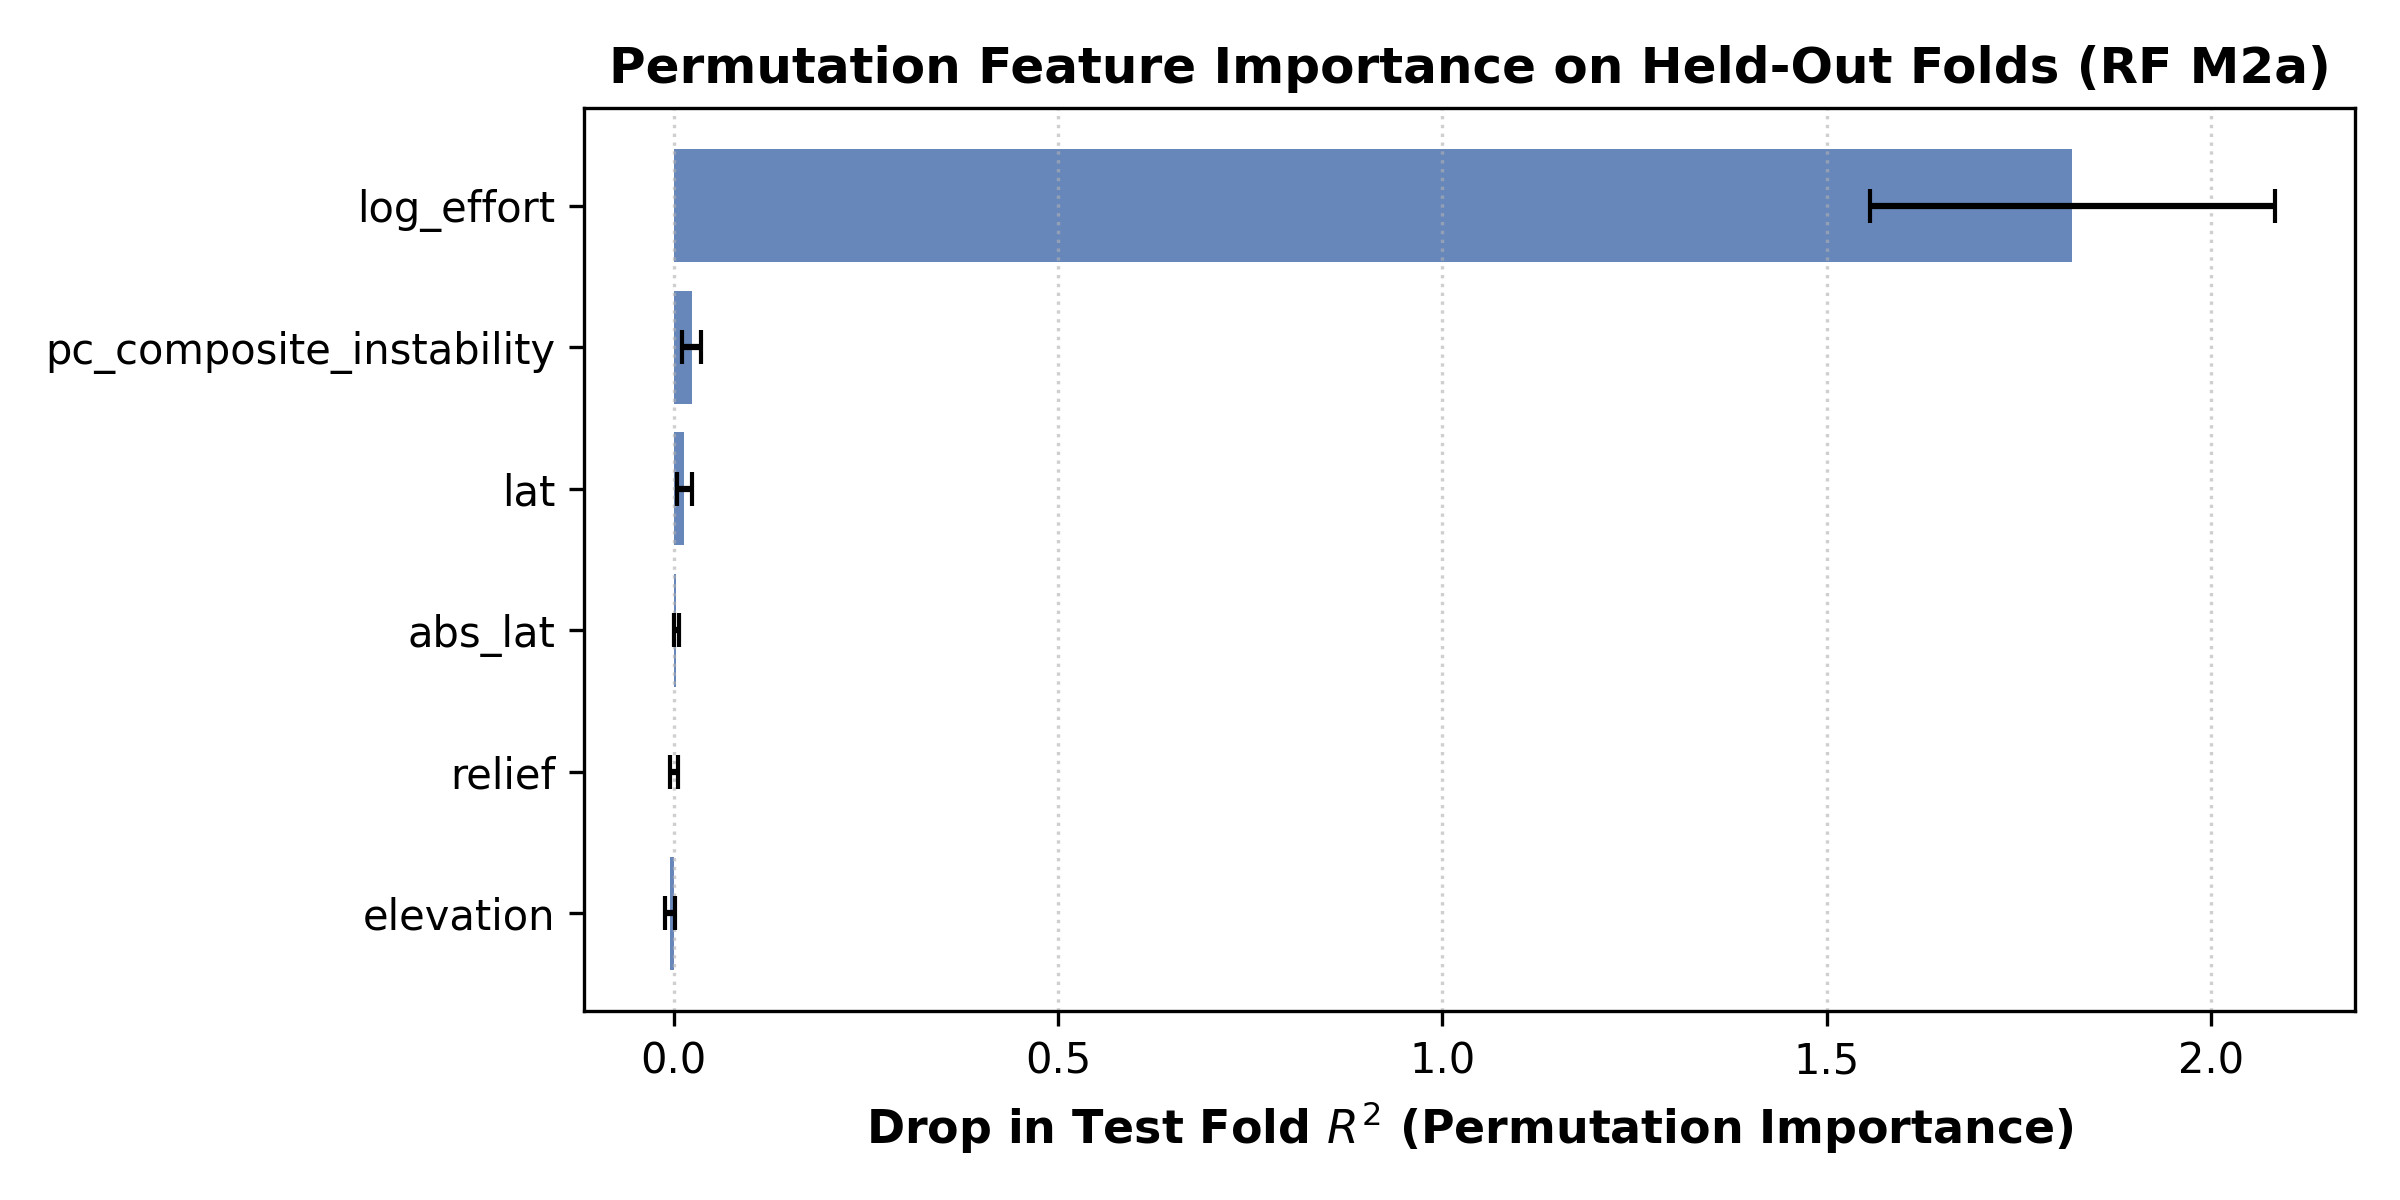 Permutation Feature Importance on Held-Out Folds (RF M2a)
log_effort
pc_composite_instability
lat
abs_lat
relief
elevation
0.0 0.5 1.0 1.5 2.0
Drop in Test Fold R² (Permutation Importance)